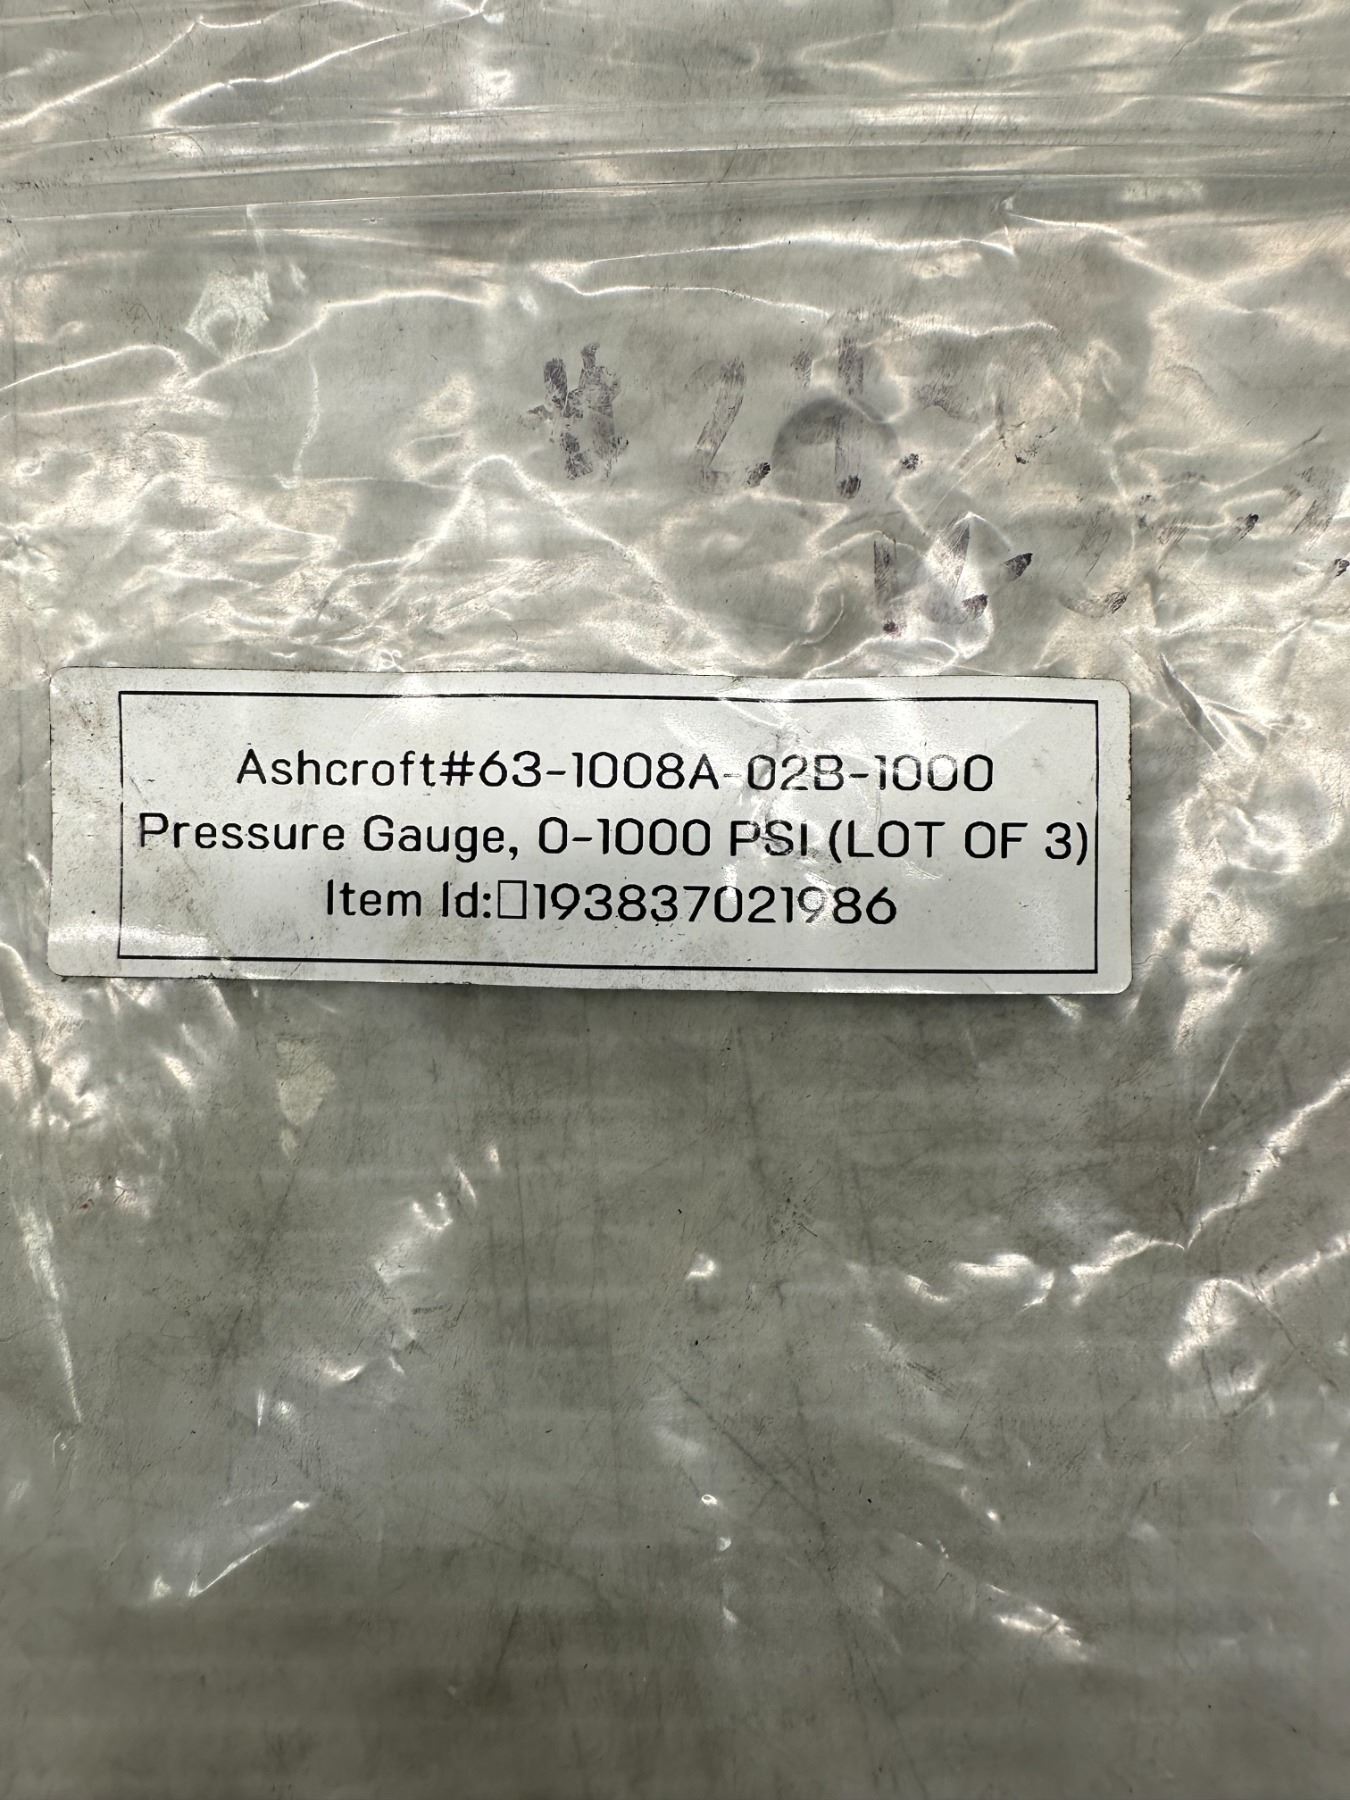 Ashcroft#63-1008A-02B-1000
Pressure Gauge, 0-1000 PSI (LOT OF 3)
Item Id:□193837021986